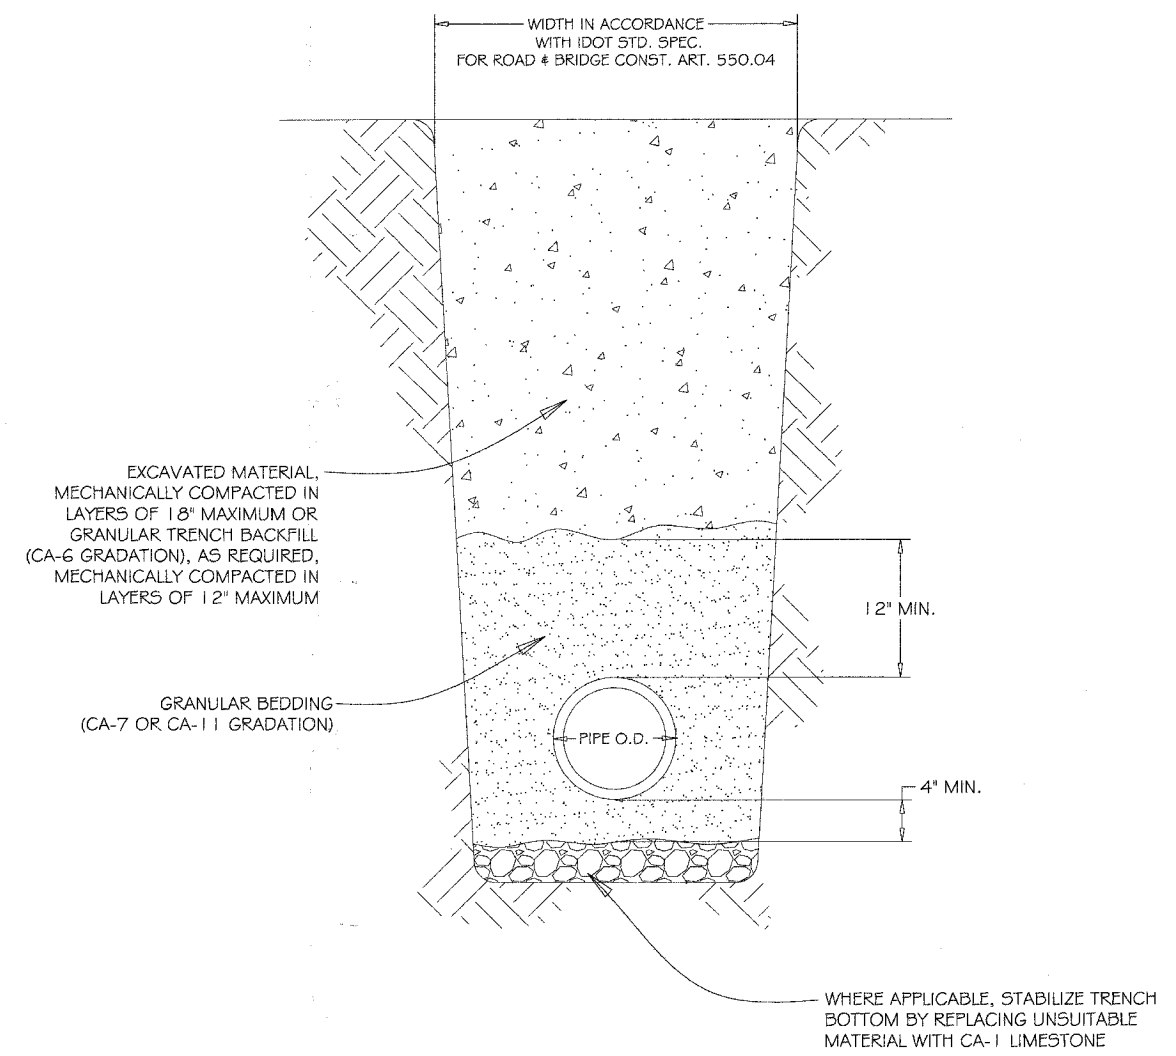 WIDTH IN ACCORDANCE
WITH IDOT STD. SPEC.
FOR ROAD & BRIDGE CONST. ART. 550.04
EXCAVATED MATERIAL,
MECHANICALLY COMPACTED IN
LAYERS OF 18" MAXIMUM OR
GRANULAR TRENCH BACKFILL
(CA-6 GRADATION), AS REQUIRED,
MECHANICALLY COMPACTED IN
LAYERS OF 12" MAXIMUM
12" MIN.
GRANULAR BEDDING
(CA-7 OR CA-11 GRADATION)
PIPE O.D.
4" MIN.
WHERE APPLICABLE, STABILIZE TRENCH
BOTTOM BY REPLACING UNSUITABLE
MATERIAL WITH CA-1 LIMESTONE